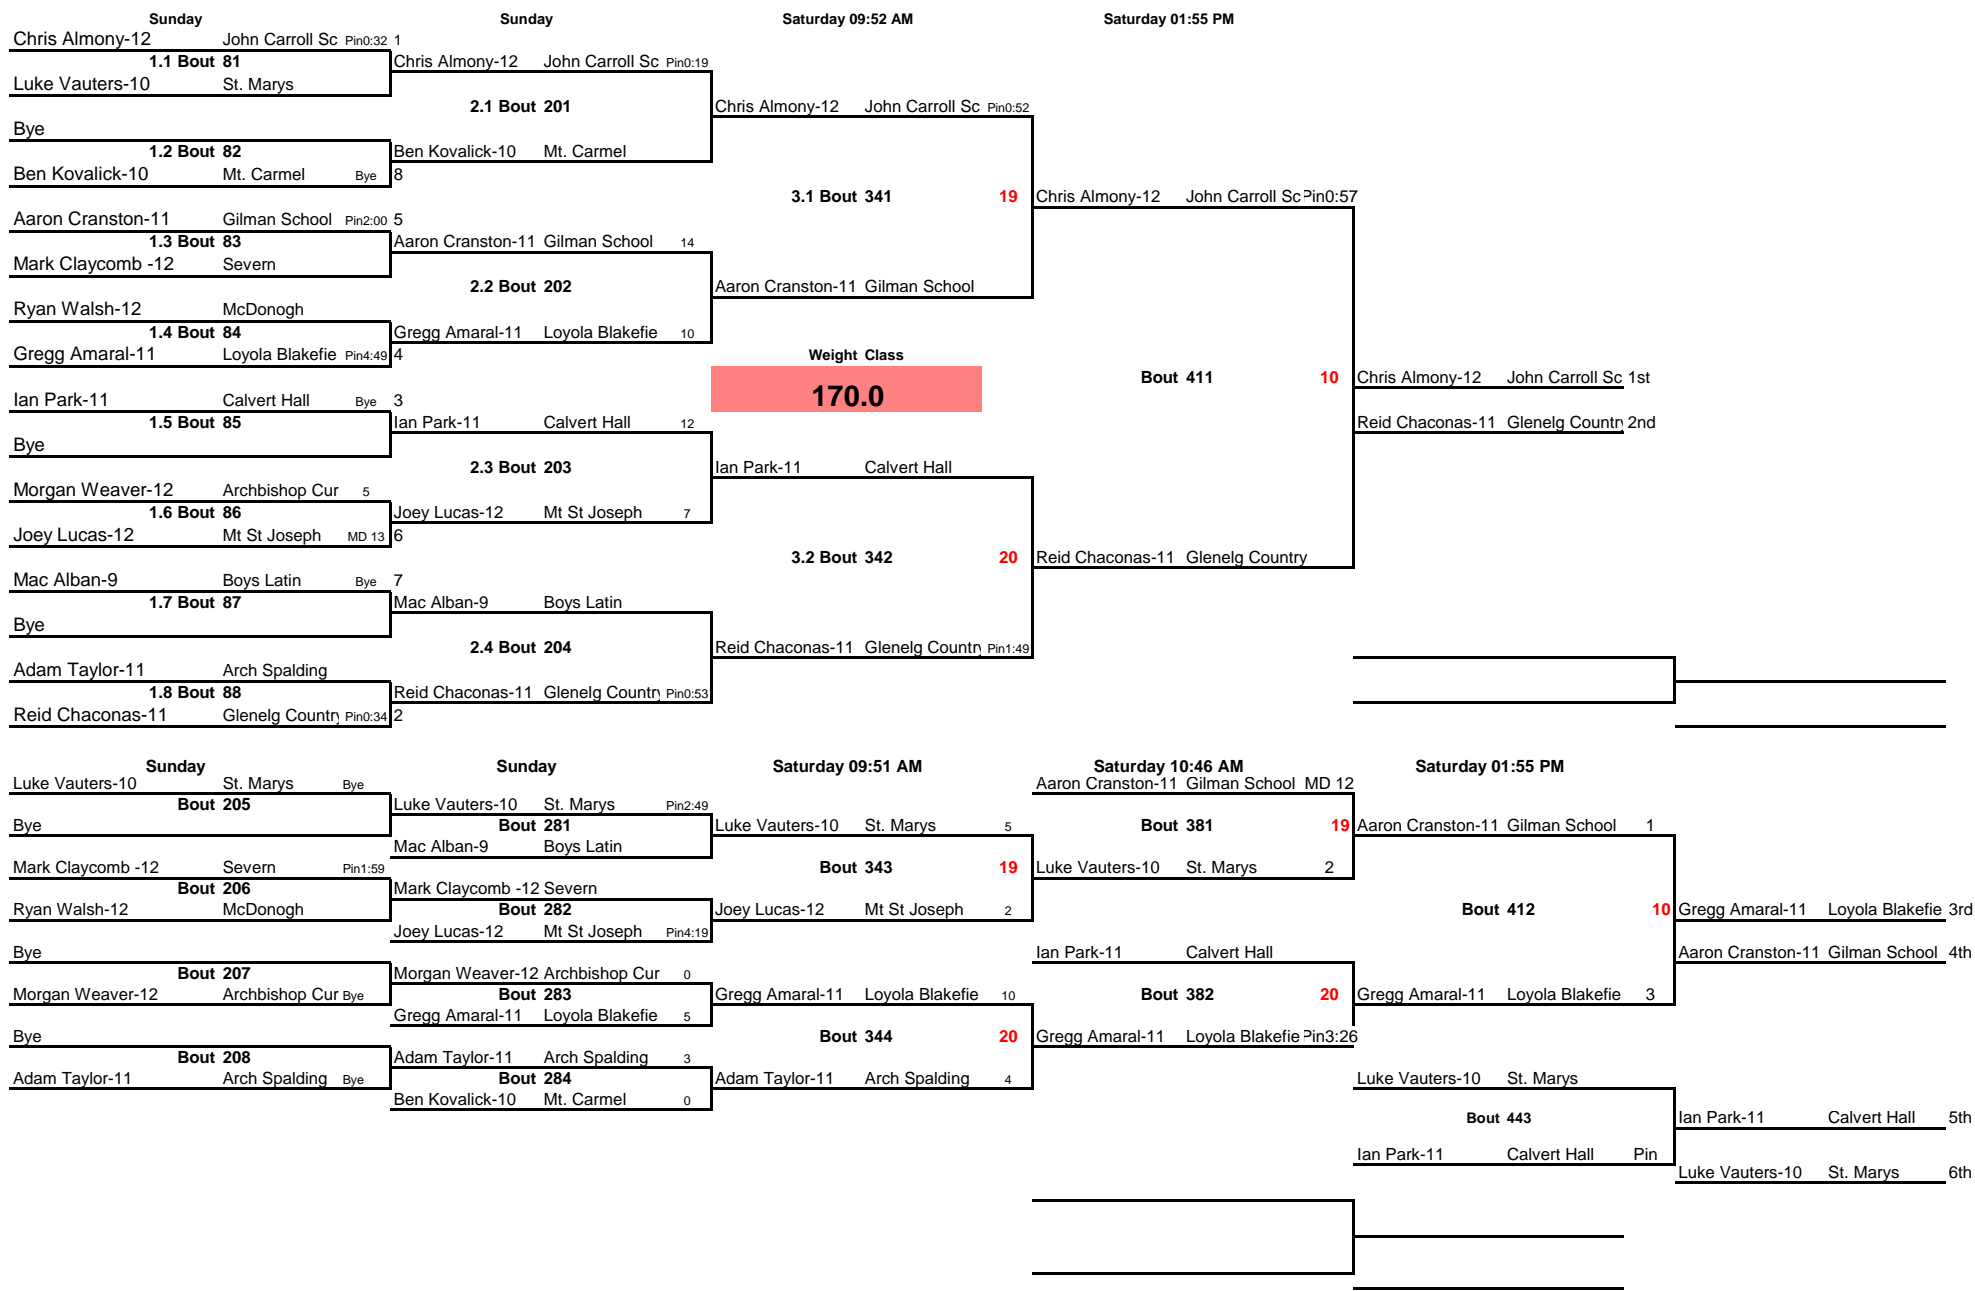 Sunday Sunday Saturday 09:52 AM Saturday 01:55 PM
Chris Almony-12 John Carroll Sc Pin0:32 1
1.1 Bout 81 Chris Almony-12 John Carroll Sc Pin0:19
Luke Vauters-10 St. Marys
2.1 Bout 201 Chris Almony-12 John Carroll Sc Pin0:52
Bye
1.2 Bout 82 Ben Kovalick-10 Mt. Carmel
Ben Kovalick-10 Mt. Carmel Bye 8
3.1 Bout 341 19 Chris Almony-12 John Carroll Sc Pin0:57
Aaron Cranston-11 Gilman School Pin2:00 5
1.3 Bout 83 Aaron Cranston-11 Gilman School 14
Mark Claycomb -12 Severn
2.2 Bout 202 Aaron Cranston-11 Gilman School
Ryan Walsh-12 McDonogh
1.4 Bout 84 Gregg Amaral-11 Loyola Blakefie 10
Gregg Amaral-11 Loyola Blakefie Pin4:49 4 Weight Class
Bout 411 10 Chris Almony-12 John Carroll Sc 1st
170.0
Ian Park-11 Calvert Hall Bye 3
1.5 Bout 85 Ian Park-11 Calvert Hall 12 Reid Chaconas-11 Glenelg Country 2nd
Bye
2.3 Bout 203 Ian Park-11 Calvert Hall
Morgan Weaver-12 Archbishop Cur 5
1.6 Bout 86 Joey Lucas-12 Mt St Joseph 7
Joey Lucas-12 Mt St Joseph MD 13 6
3.2 Bout 342 20 Reid Chaconas-11 Glenelg Country
Mac Alban-9 Boys Latin Bye 7
1.7 Bout 87 Mac Alban-9 Boys Latin
Bye
2.4 Bout 204 Reid Chaconas-11 Glenelg Country Pin1:49
Adam Taylor-11 Arch Spalding
1.8 Bout 88 Reid Chaconas-11 Glenelg Country Pin0:53
Reid Chaconas-11 Glenelg Country Pin0:34 2
Sunday Sunday Saturday 09:51 AM Saturday 10:46 AM Saturday 01:55 PM
Luke Vauters-10 St. Marys Bye Aaron Cranston-11 Gilman School MD 12
Bout 205 Luke Vauters-10 St. Marys Pin2:49
Bye Bout 281 Luke Vauters-10 St. Marys 5 Bout 381 19 Aaron Cranston-11 Gilman School 1
Mac Alban-9 Boys Latin
Mark Claycomb -12 Severn Pin1:59 Bout 343 19 Luke Vauters-10 St. Marys 2
Bout 206 Mark Claycomb -12 Severn
Ryan Walsh-12 McDonogh Bout 282 Joey Lucas-12 Mt St Joseph 2 Bout 412 10 Gregg Amaral-11 Loyola Blakefie 3rd
Joey Lucas-12 Mt St Joseph Pin4:19
Bye Ian Park-11 Calvert Hall Aaron Cranston-11 Gilman School 4th
Bout 207 Morgan Weaver-12 Archbishop Cur 0
Morgan Weaver-12 Archbishop Cur Bye Bout 283 Gregg Amaral-11 Loyola Blakefie 10 Bout 382 20 Gregg Amaral-11 Loyola Blakefie 3
Gregg Amaral-11 Loyola Blakefie 5
Bye Bout 344 20 Gregg Amaral-11 Loyola Blakefie Pin3:26
Bout 208 Adam Taylor-11 Arch Spalding 3
Adam Taylor-11 Arch Spalding Bye Bout 284 Adam Taylor-11 Arch Spalding 4 Luke Vauters-10 St. Marys
Ben Kovalick-10 Mt. Carmel 0
Bout 443 Ian Park-11 Calvert Hall 5th
Ian Park-11 Calvert Hall Pin
Luke Vauters-10 St. Marys 6th